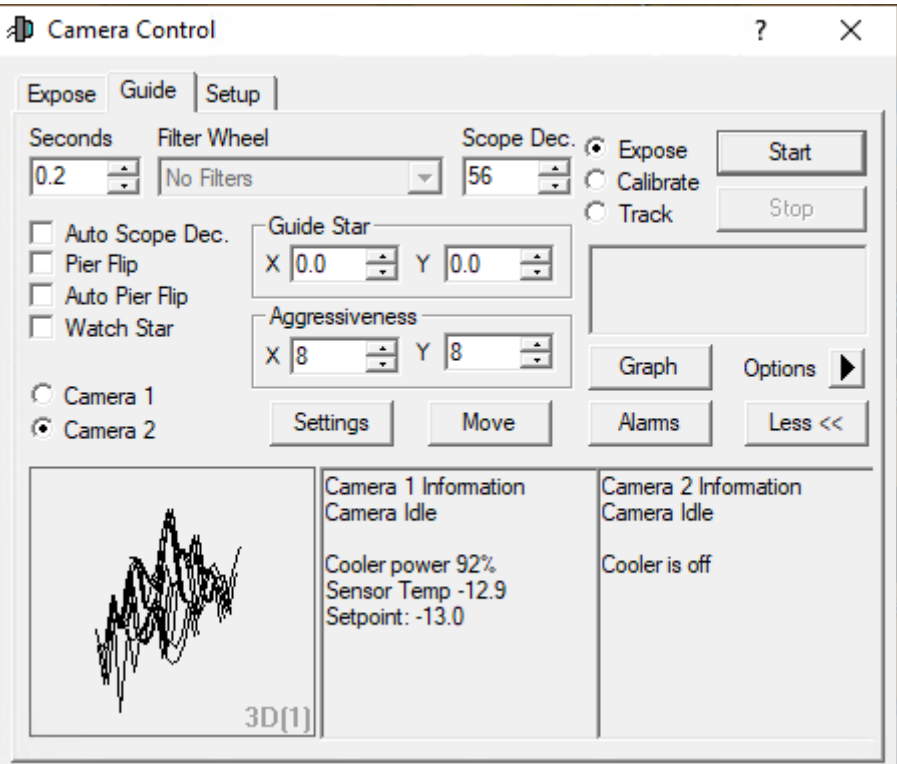 Camera Control
?
Expose Guide Setup
Seconds Filter Wheel Scope Dec.
0.2 No Filters 56
Expose
Calibrate
Track
Start
Stop
Auto Scope Dec.
Pier Flip
Auto Pier Flip
Watch Star
Guide Star
X 0.0 Y 0.0
Aggressiveness
X 8 Y 8
Graph Options
Camera 1
Camera 2
Settings Move Alarms Less <<
3D(1)
Camera 1 Information
Camera Idle
Cooler power 92%
Sensor Temp -12.9
Setpoint: -13.0
Camera 2 Information
Camera Idle
Cooler is off